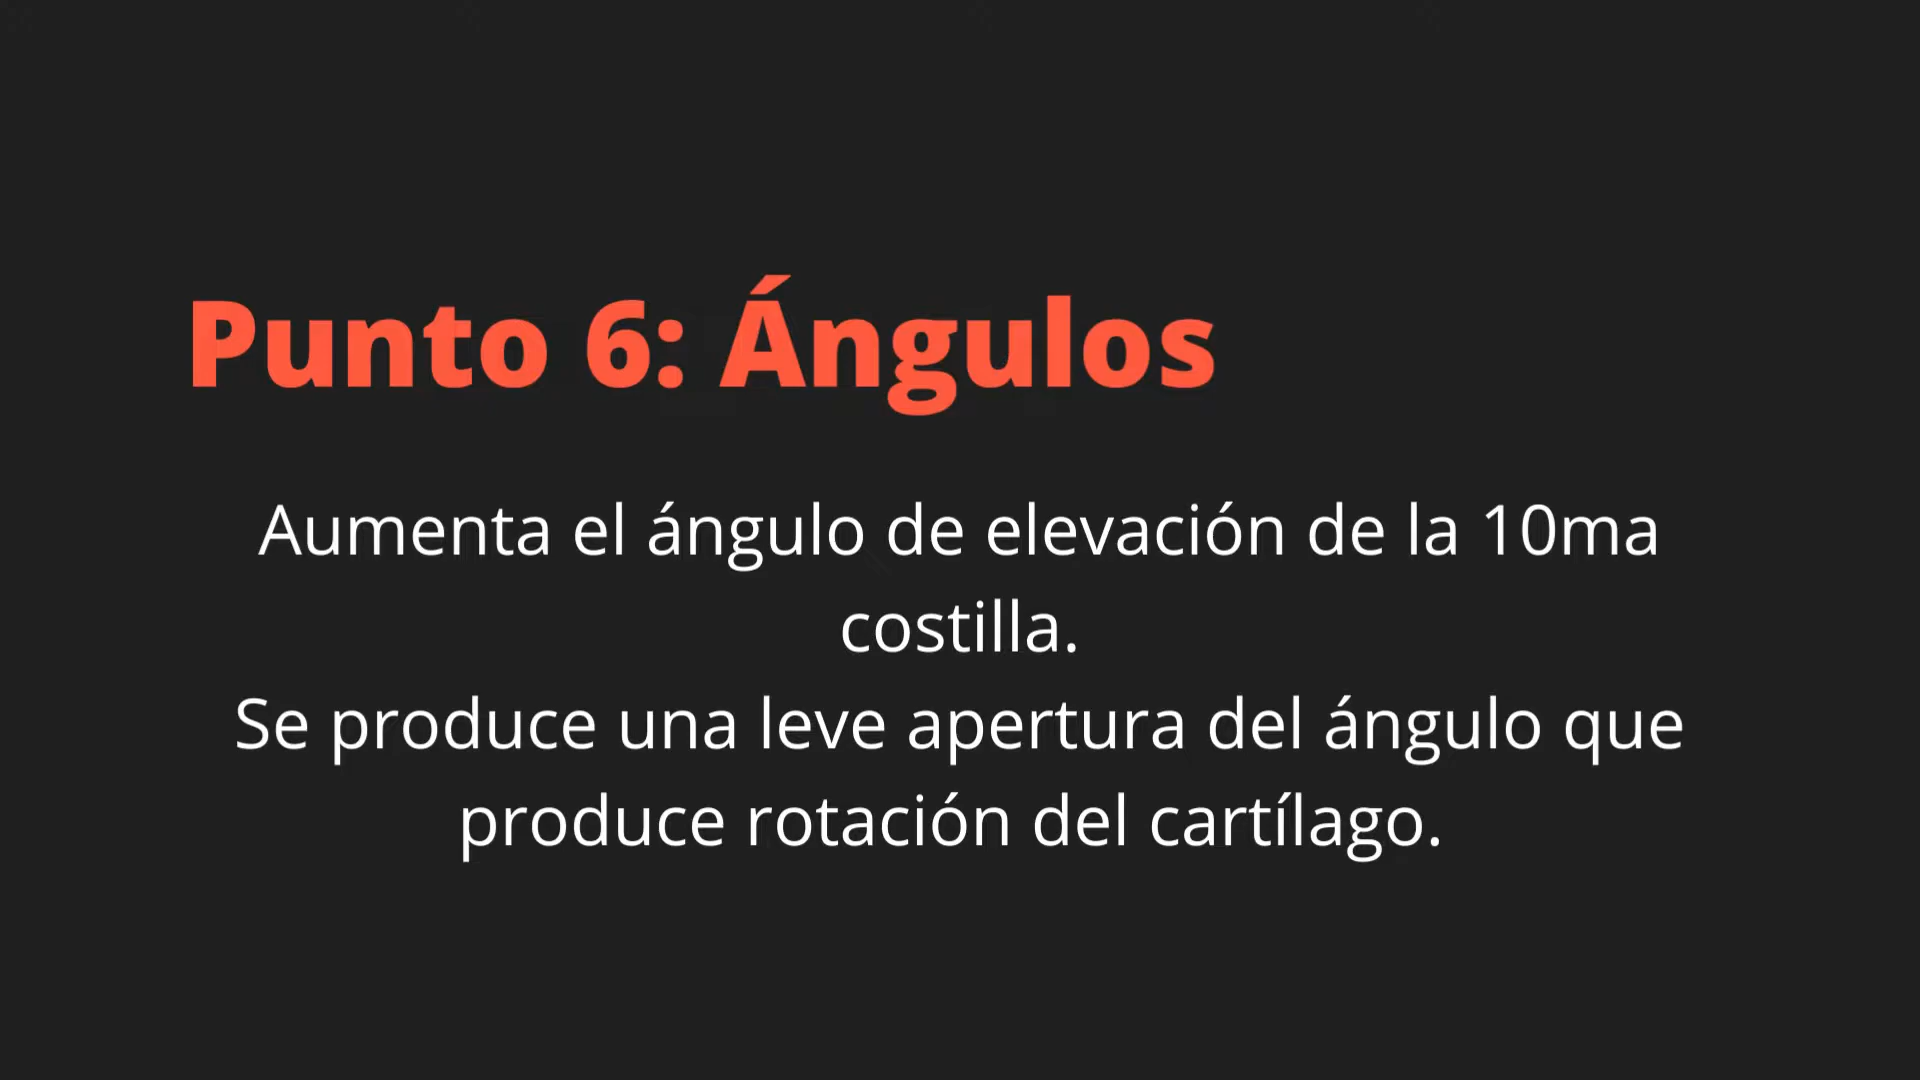 Punto 6: Ángulos
Aumenta el ángulo de elevación de la 10ma
costilla.
Se produce una leve apertura del ángulo que
produce rotación del cartílago.